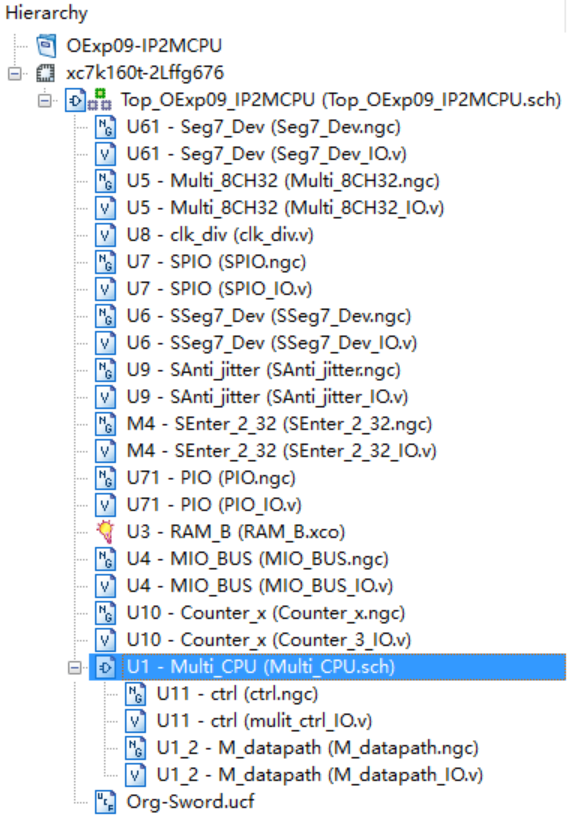 Hierarchy
OExp09-IP2MCPU
xc7k160t-2Lffg676
Top_OExp09_IP2MCPU (Top_OExp09_IP2MCPU.sch)
U61 - Seg7_Dev (Seg7_Dev.ngc)
U61 - Seg7_Dev (Seg7_Dev_IO.v)
U5 - Multi_8CH32 (Multi_8CH32.ngc)
U5 - Multi_8CH32 (Multi_8CH32_IO.v)
U8 - clk_div (clk_div.v)
U7 - SPIO (SPIO.ngc)
U7 - SPIO (SPIO_IO.v)
U6 - SSeg7_Dev (SSeg7_Dev.ngc)
U6 - SSeg7_Dev (SSeg7_Dev_IO.v)
U9 - SAnti_jitter (SAnti_jitter.ngc)
U9 - SAnti_jitter (SAnti_jitter_IO.v)
M4 - SEnter_2_32 (SEnter_2_32.ngc)
M4 - SEnter_2_32 (SEnter_2_32_IO.v)
U71 - PIO (PIO.ngc)
U71 - PIO (PIO_IO.v)
U3 - RAM_B (RAM_B.xco)
U4 - MIO_BUS (MIO_BUS.ngc)
U4 - MIO_BUS (MIO_BUS_IO.v)
U10 - Counter_x (Counter_x.ngc)
U10 - Counter_x (Counter_3_IO.v)
U1 - Multi_CPU (Multi_CPU.sch)
U11 - ctrl (ctrl.ngc)
U11 - ctrl (mulit_ctrl_IO.v)
U1_2 - M_datapath (M_datapath.ngc)
U1_2 - M_datapath (M_datapath_IO.v)
Org-Sword.ucf